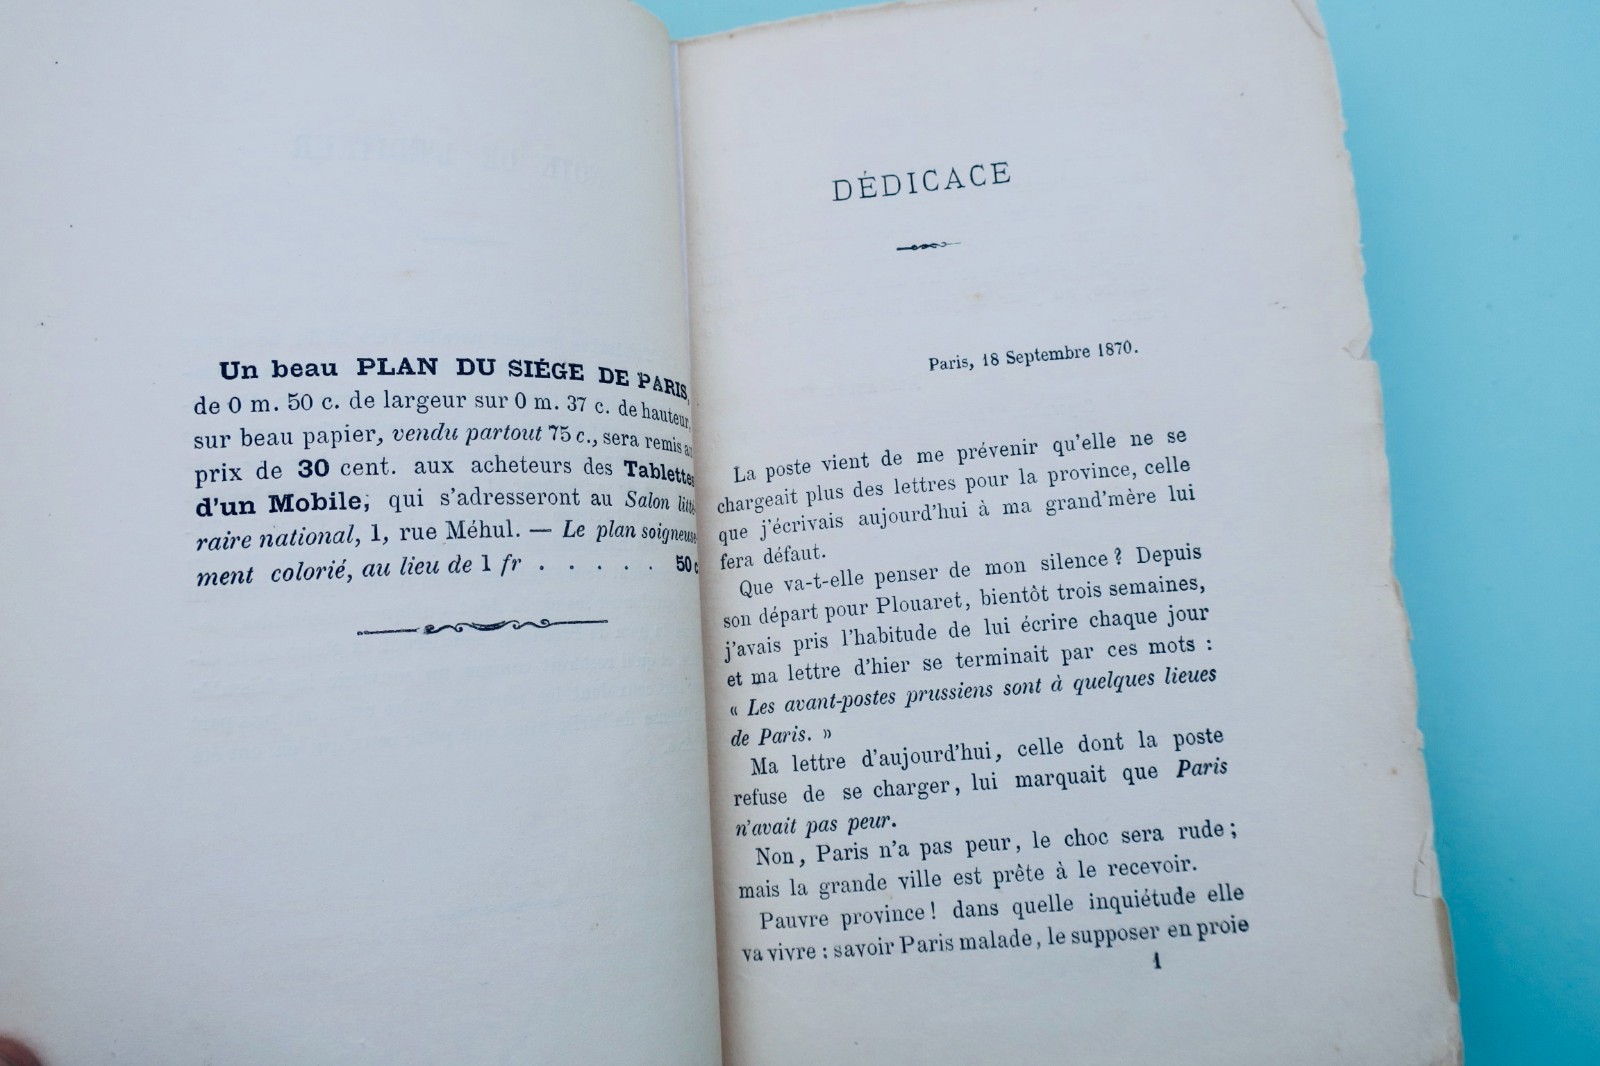 Un beau PLAN DU SIÉGE DE PARIS,
de 0 m. 50 c. de largeur sur 0 m. 37 c. de hauteur,
sur beau papier, vendu partout 75 c., sera remis au
prix de 30 cent. aux acheteurs des Tablettes
d'un Mobile, qui s'adresseront au Salon litté-
raire national, 1, rue Méhul. — Le plan soigneuse-
ment colorié, au lieu de 1 fr . . . . . 50 c
DÉDICACE
Paris, 18 Septembre 1870.
La poste vient de me prévenir qu'elle ne se
chargeait plus des lettres pour la province, celle
que j'écrivais aujourd'hui à ma grand'mère lui
fera défaut.
Que va-t-elle penser de mon silence ? Depuis
son départ pour Plouaret, bientôt trois semaines,
j'avais pris l'habitude de lui écrire chaque jour
et ma lettre d'hier se terminait par ces mots :
« Les avant-postes prussiens sont à quelques lieues
de Paris. »
Ma lettre d'aujourd'hui, celle dont la poste
refuse de se charger, lui marquait que Paris
n'avait pas peur.
Non, Paris n'a pas peur, le choc sera rude ;
mais la grande ville est prête à le recevoir.
Pauvre province ! dans quelle inquiétude elle
va vivre : savoir Paris malade, le supposer en proie
1